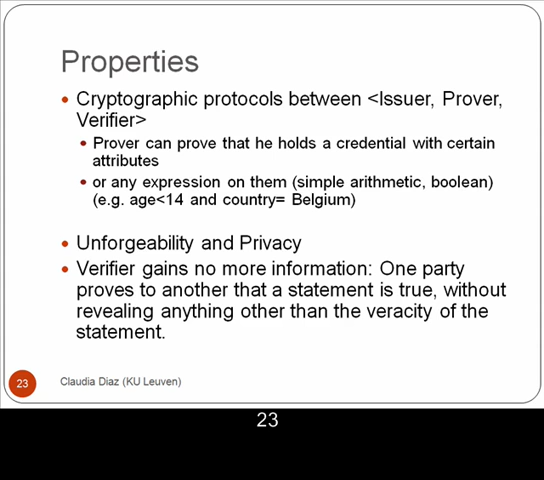 Properties
• Cryptographic protocols between <Issuer, Prover,
Verifier>
• Prover can prove that he holds a credential with certain
attributes
• or any expression on them (simple arithmetic, boolean)
(e.g. age<14 and country= Belgium)
• Unforgeability and Privacy
• Verifier gains no more information: One party
proves to another that a statement is true, without
revealing anything other than the veracity of the
statement.
23 Claudia Diaz (KU Leuven)
23